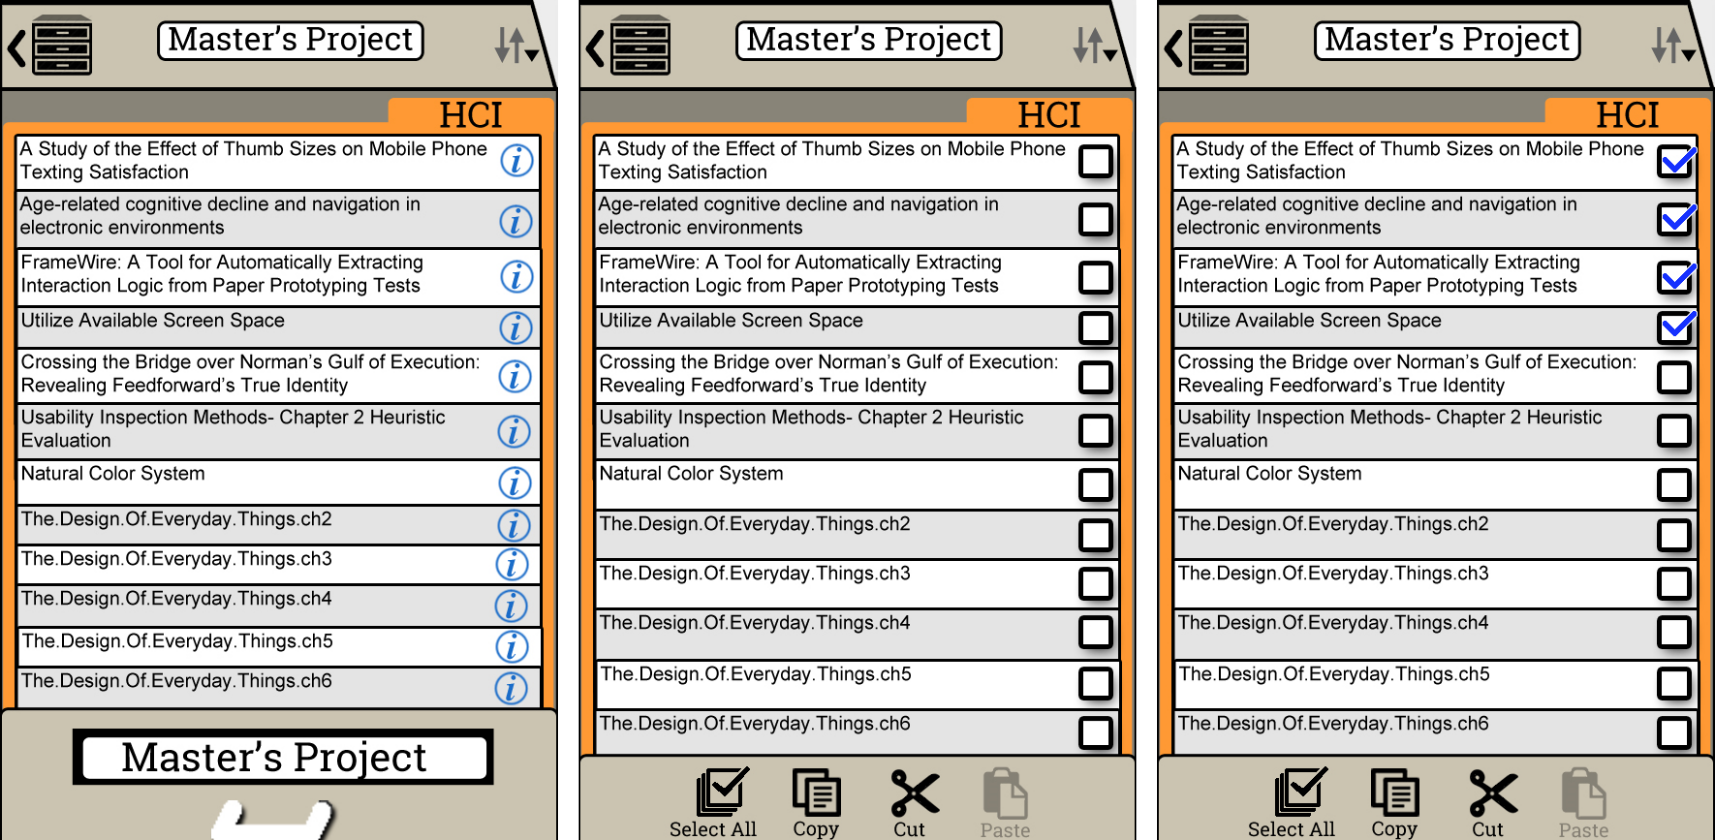 Master's Project
HCI
A Study of the Effect of Thumb Sizes on Mobile Phone
Texting Satisfaction
Age-related cognitive decline and navigation in
electronic environments
FrameWire: A Tool for Automatically Extracting
Interaction Logic from Paper Prototyping Tests
Utilize Available Screen Space
Crossing the Bridge over Norman's Gulf of Execution:
Revealing Feedforward's True Identity
Usability Inspection Methods- Chapter 2 Heuristic
Evaluation
Natural Color System
The.Design.Of.Everyday.Things.ch2
The.Design.Of.Everyday.Things.ch3
The.Design.Of.Everyday.Things.ch4
The.Design.Of.Everyday.Things.ch5
The.Design.Of.Everyday.Things.ch6
Master's Project
Master's Project
HCI
A Study of the Effect of Thumb Sizes on Mobile Phone
Texting Satisfaction
Age-related cognitive decline and navigation in
electronic environments
FrameWire: A Tool for Automatically Extracting
Interaction Logic from Paper Prototyping Tests
Utilize Available Screen Space
Crossing the Bridge over Norman's Gulf of Execution:
Revealing Feedforward's True Identity
Usability Inspection Methods- Chapter 2 Heuristic
Evaluation
Natural Color System
The.Design.Of.Everyday.Things.ch2
The.Design.Of.Everyday.Things.ch3
The.Design.Of.Everyday.Things.ch4
The.Design.Of.Everyday.Things.ch5
The.Design.Of.Everyday.Things.ch6
Select All Copy Cut Paste
Master's Project
HCI
A Study of the Effect of Thumb Sizes on Mobile Phone
Texting Satisfaction
Age-related cognitive decline and navigation in
electronic environments
FrameWire: A Tool for Automatically Extracting
Interaction Logic from Paper Prototyping Tests
Utilize Available Screen Space
Crossing the Bridge over Norman's Gulf of Execution:
Revealing Feedforward's True Identity
Usability Inspection Methods- Chapter 2 Heuristic
Evaluation
Natural Color System
The.Design.Of.Everyday.Things.ch2
The.Design.Of.Everyday.Things.ch3
The.Design.Of.Everyday.Things.ch4
The.Design.Of.Everyday.Things.ch5
The.Design.Of.Everyday.Things.ch6
Select All Copy Cut Paste